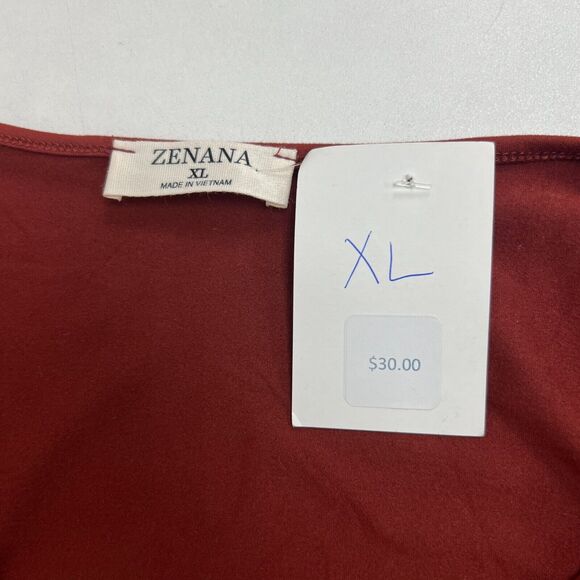 ZENANA
XL
MADE IN VIETNAM
XL
$30.00